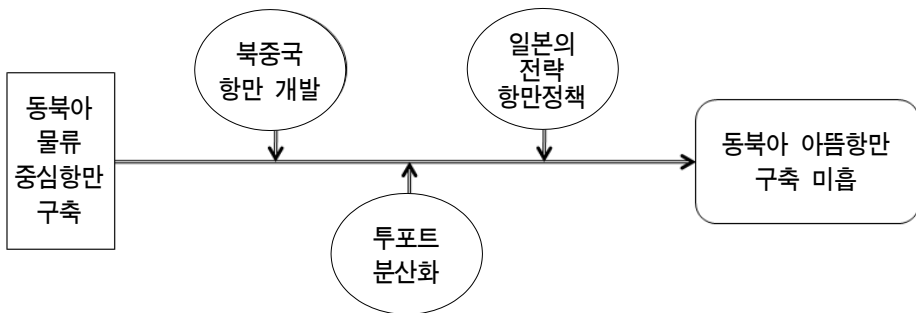 동북아
물류
중심항만
구축
북중국
항만 개발
투포트
분산화
일본의
전략
항만정책
동북아 아뜸항만
구축 미흡